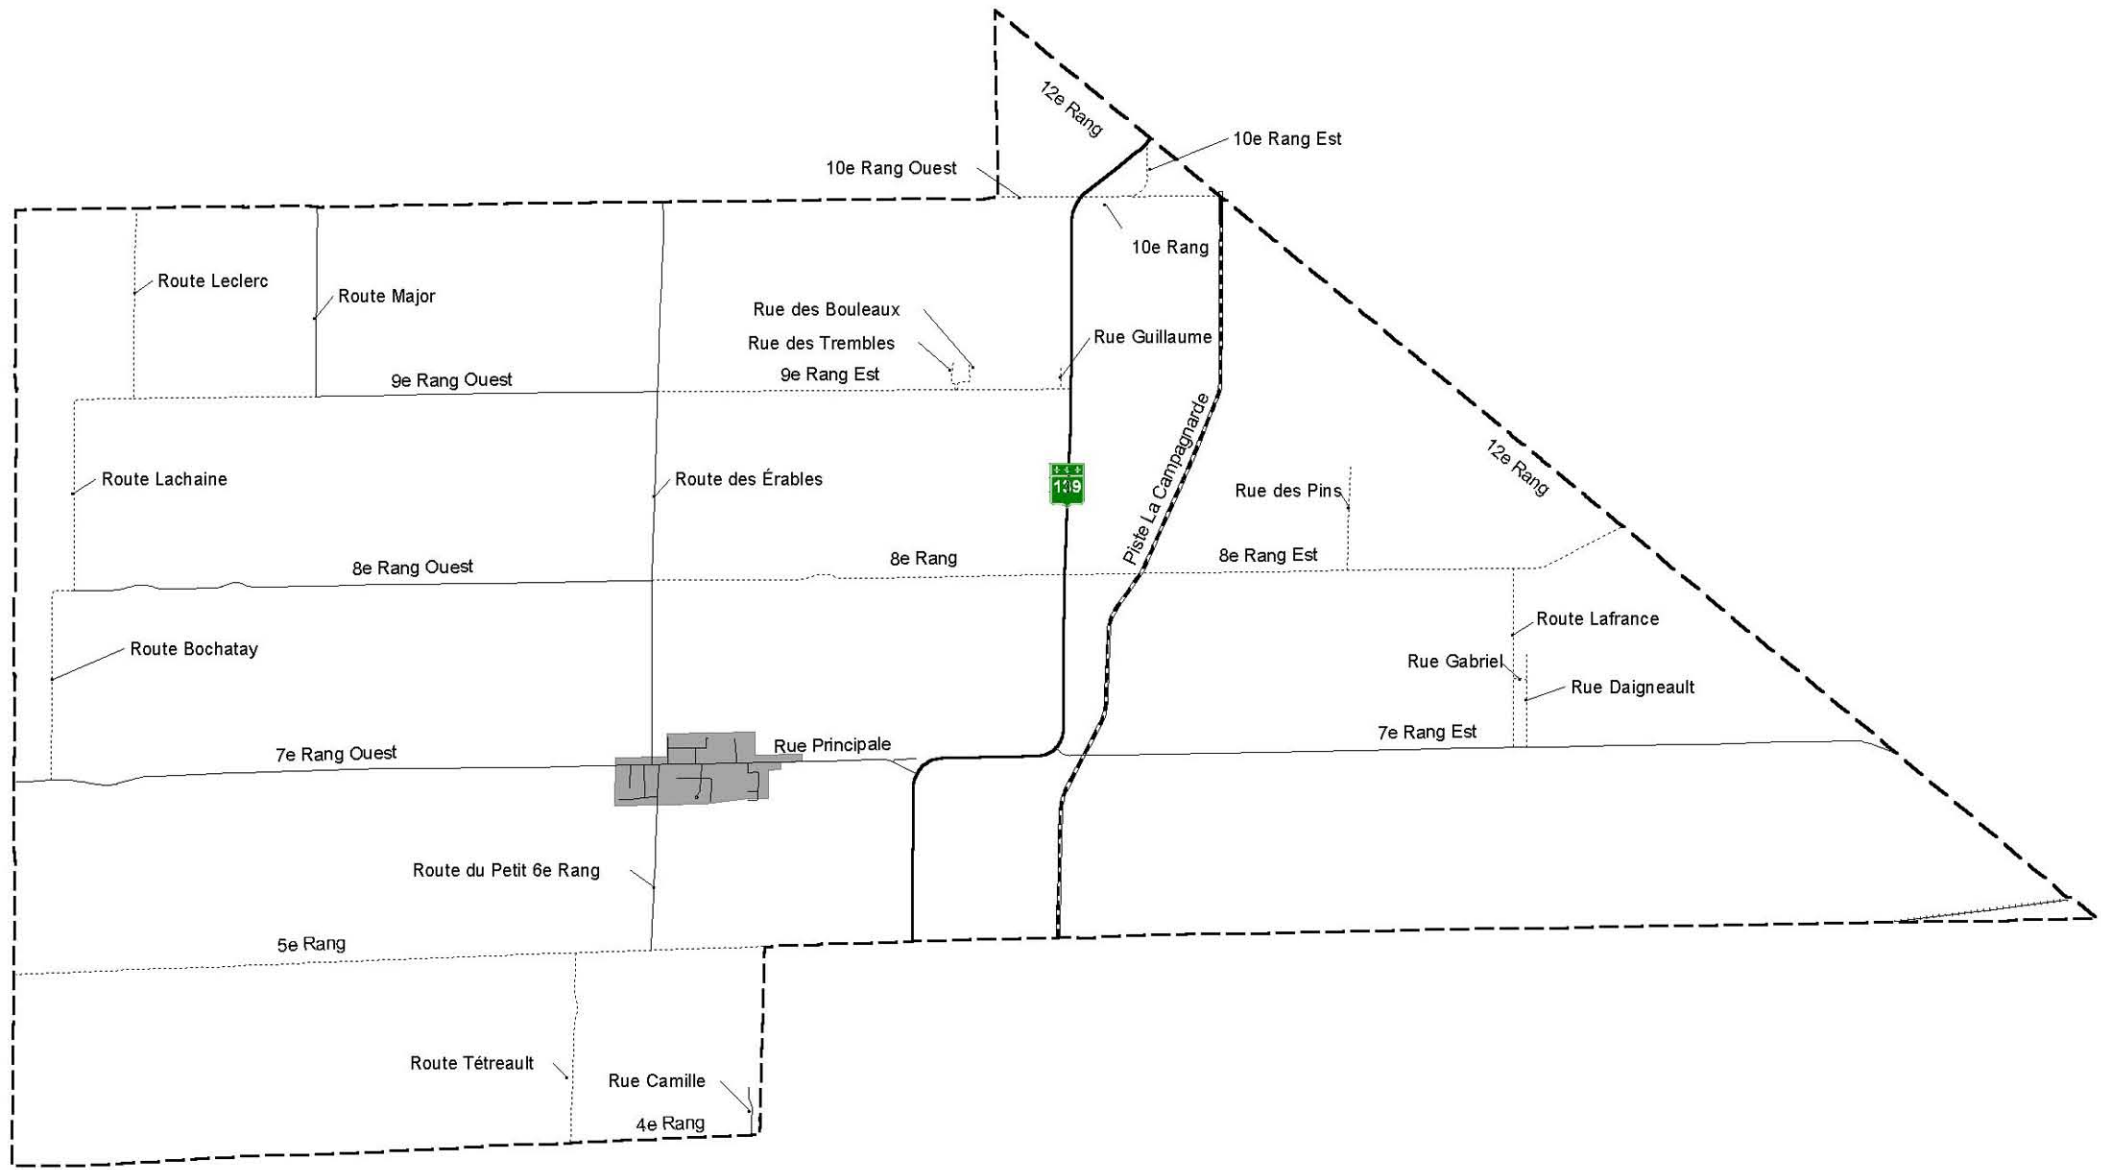 12e Rang
10e Rang Est
10e Rang Ouest
10e Rang
Route Leclerc
Route Major
Rue des Bouleaux
Rue Guillaume
Rue des Trembles
9e Rang Ouest
9e Rang Est
Piste La Campagnarde
12e Rang
Route Lachaine
Route des Érables
139
Rue des Pins
8e Rang Ouest
8e Rang
8e Rang Est
Route Lafrance
Route Bochatay
Rue Gabriel
Rue Daigneault
7e Rang Ouest
Rue Principale
7e Rang Est
Route du Petit 6e Rang
5e Rang
Route Tétreault
Rue Camille
4e Rang